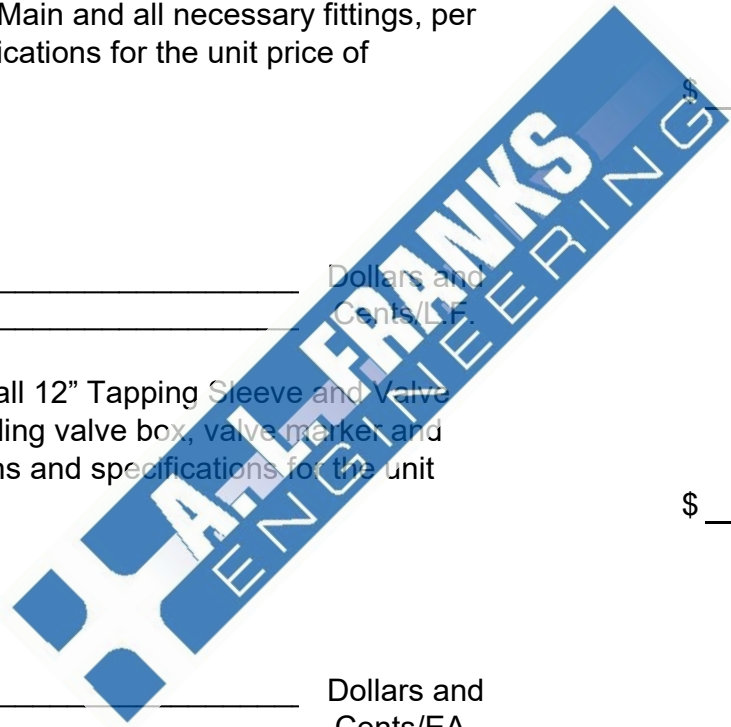 Main and all necessary fittings, per
ications for the unit price of
$
Dollars and
Cents/L.F.
all 12” Tapping Sleeve and Valve
ling valve box, valve marker and
ns and specifications for the unit
$
Dollars and
Cents/EA
A. L. FRANKS
ENGINEERING